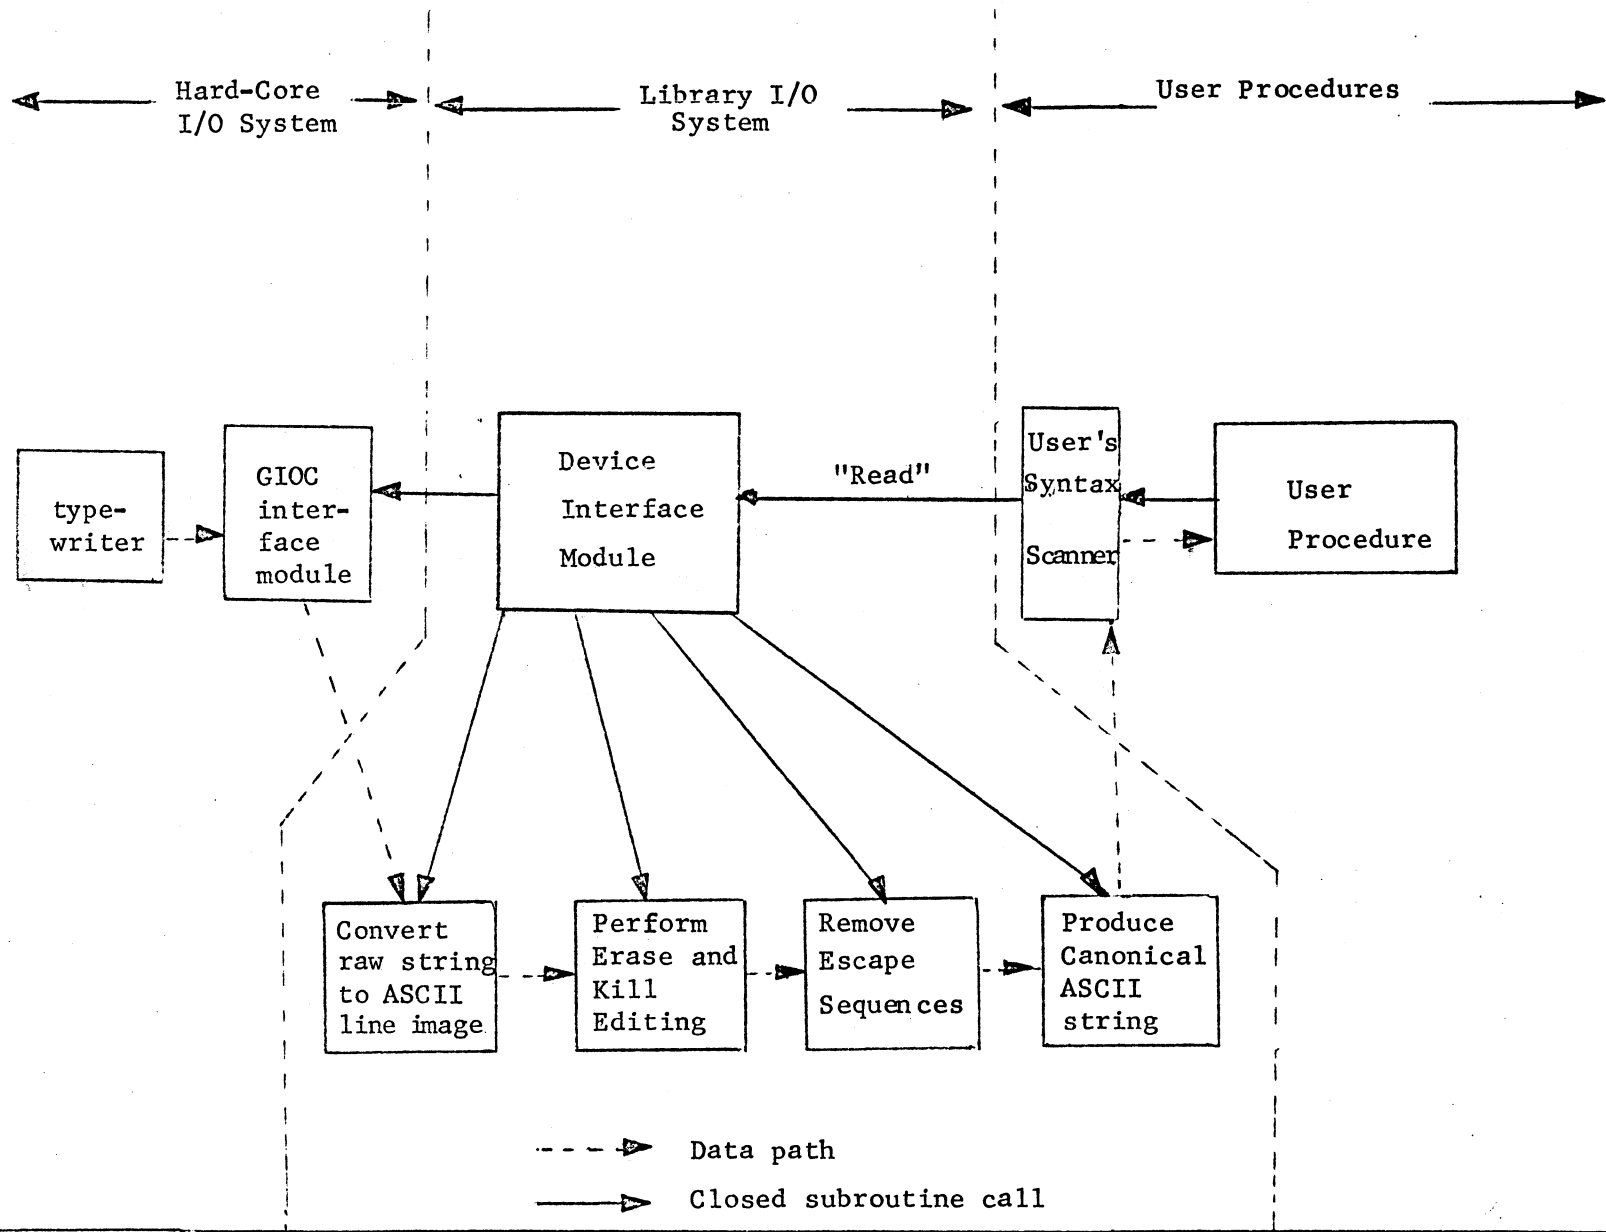 Hard-Core
I/O System
Library I/O
System
User Procedures
type-
writer
GIOC
inter-
face
module
Device
Interface
Module
"Read"
User's
Syntax
Scanner
User
Procedure
Convert
raw string
to ASCII
line image
Perform
Erase and
Kill
Editing
Remove
Escape
Sequences
Produce
Canonical
ASCII
string
Data path
Closed subroutine call